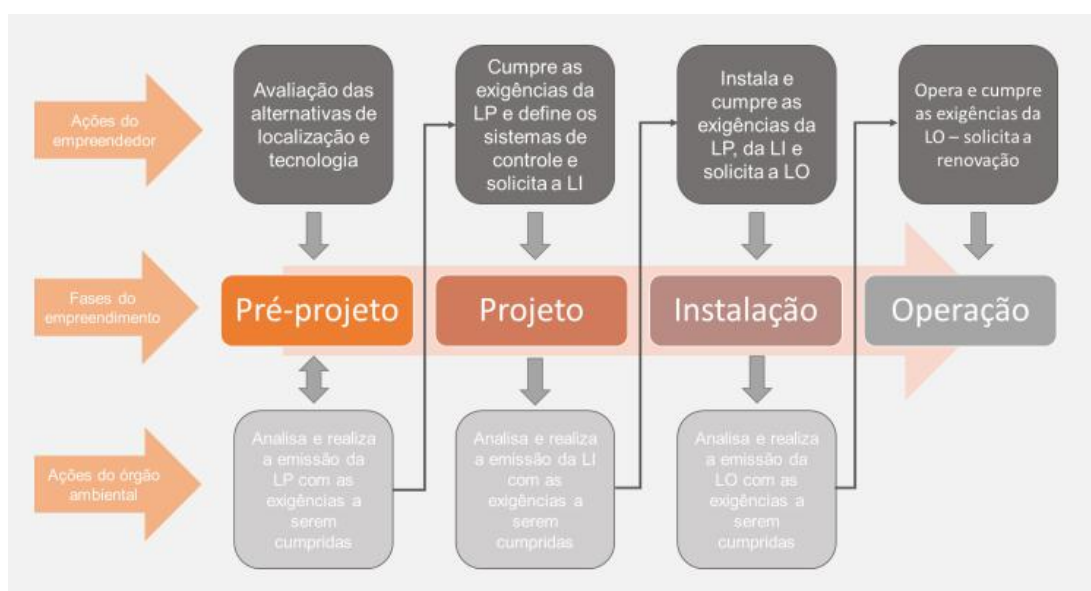 Ações do
empreendedor
Avaliação das
alternativas de
localização e
tecnologia
Cumpre as
exigências da
LP e define os
sistemas de
controle e
solicita a LI
Instala e
cumpre as
exigências da
LP, da LI e
solicita a LO
Opera e cumpre
as exigências da
LO – solicita a
renovação
Fases do
empreendimento
Pré-projeto
Projeto
Instalação
Operação
Ações do órgão
ambiental
Analisa e realiza
a emissão da
LP com as
exigências a
serem
cumpridas
Analisa e realiza
a emissão da LI
com as
exigências a
serem
cumpridas
Analisa e realiza
a emissão da
LO com as
exigências a
serem
cumpridas